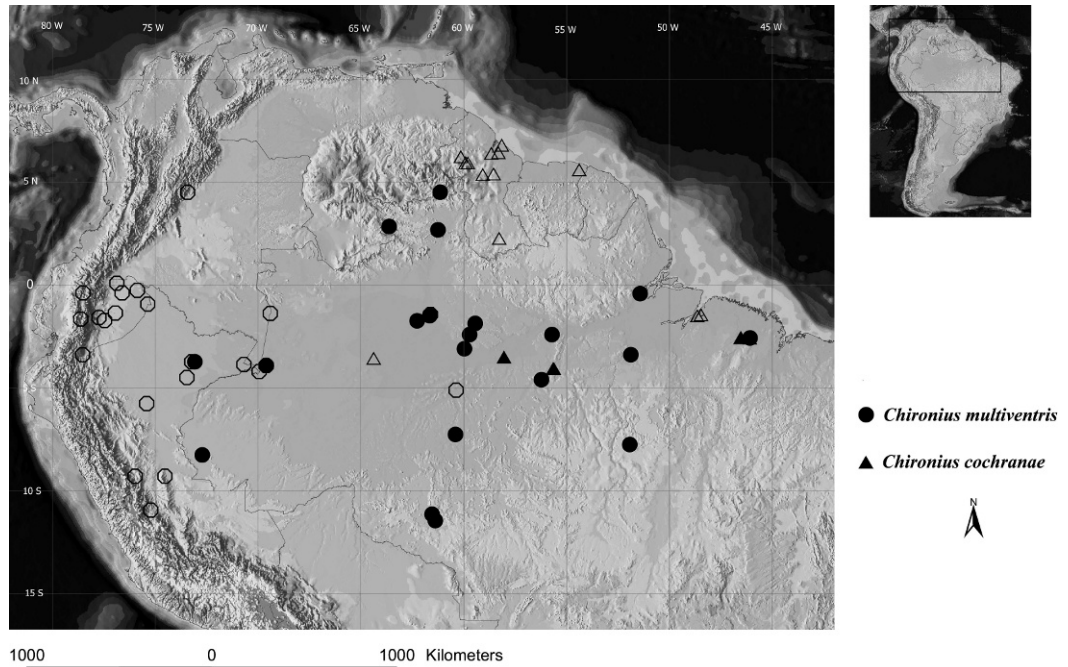 80 W 75 W 70 W 65 W 60 W 55 W 50 W 45 W
10 N
5 N
0
10 S
15 S
Chironius multiventris
Chironius cochranae
N
1000 0 1000 Kilometers